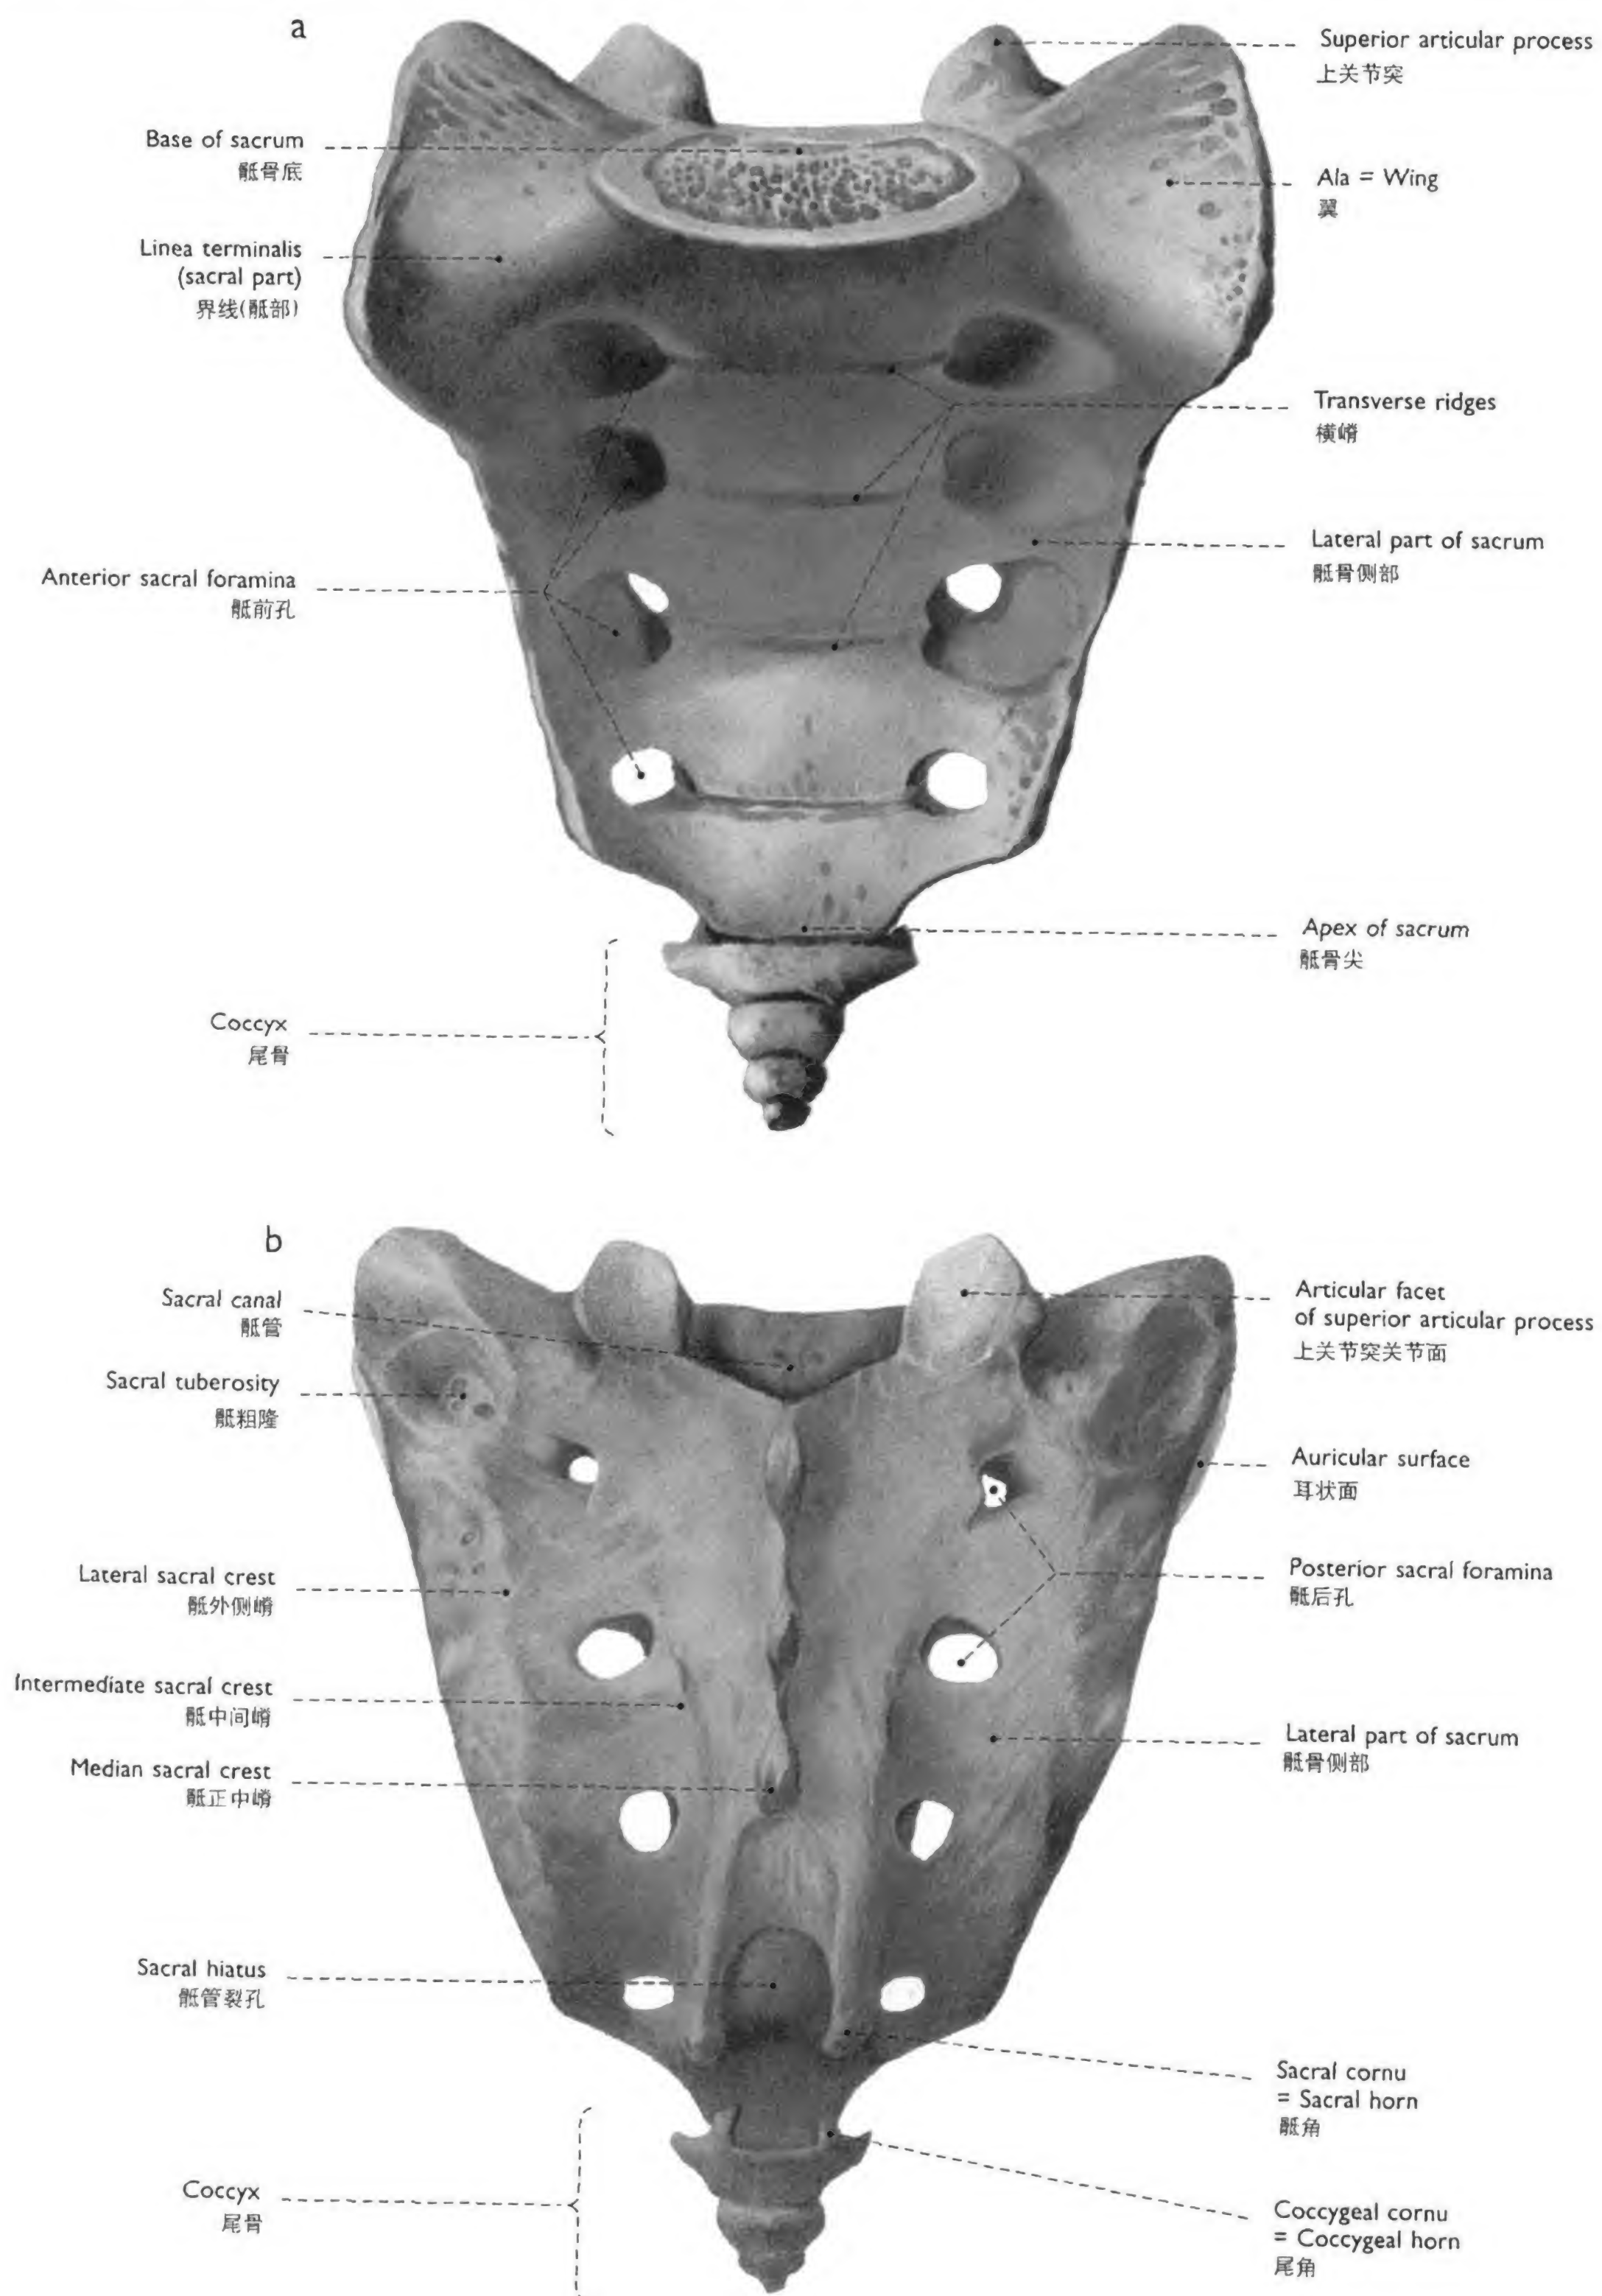 a
Superior articular process
上关节突
Base of sacrum
骶骨底
Ala = Wing
翼
Linea terminalis
(sacral part)
界线(骶部)
Transverse ridges
横嵴
Lateral part of sacrum
骶骨侧部
Anterior sacral foramina
骶前孔
Apex of sacrum
骶骨尖
Coccyx
尾骨
b
Sacral canal
骶管
Articular facet
of superior articular process
上关节突关节面
Sacral tuberosity
骶粗隆
Auricular surface
耳状面
Lateral sacral crest
骶外侧嵴
Posterior sacral foramina
骶后孔
Intermediate sacral crest
骶中间嵴
Lateral part of sacrum
骶骨侧部
Median sacral crest
骶正中嵴
Sacral hiatus
骶管裂孔
Sacral cornu
= Sacral horn
骶角
Coccyx
尾骨
Coccygeal cornu
= Coccygeal horn
尾角